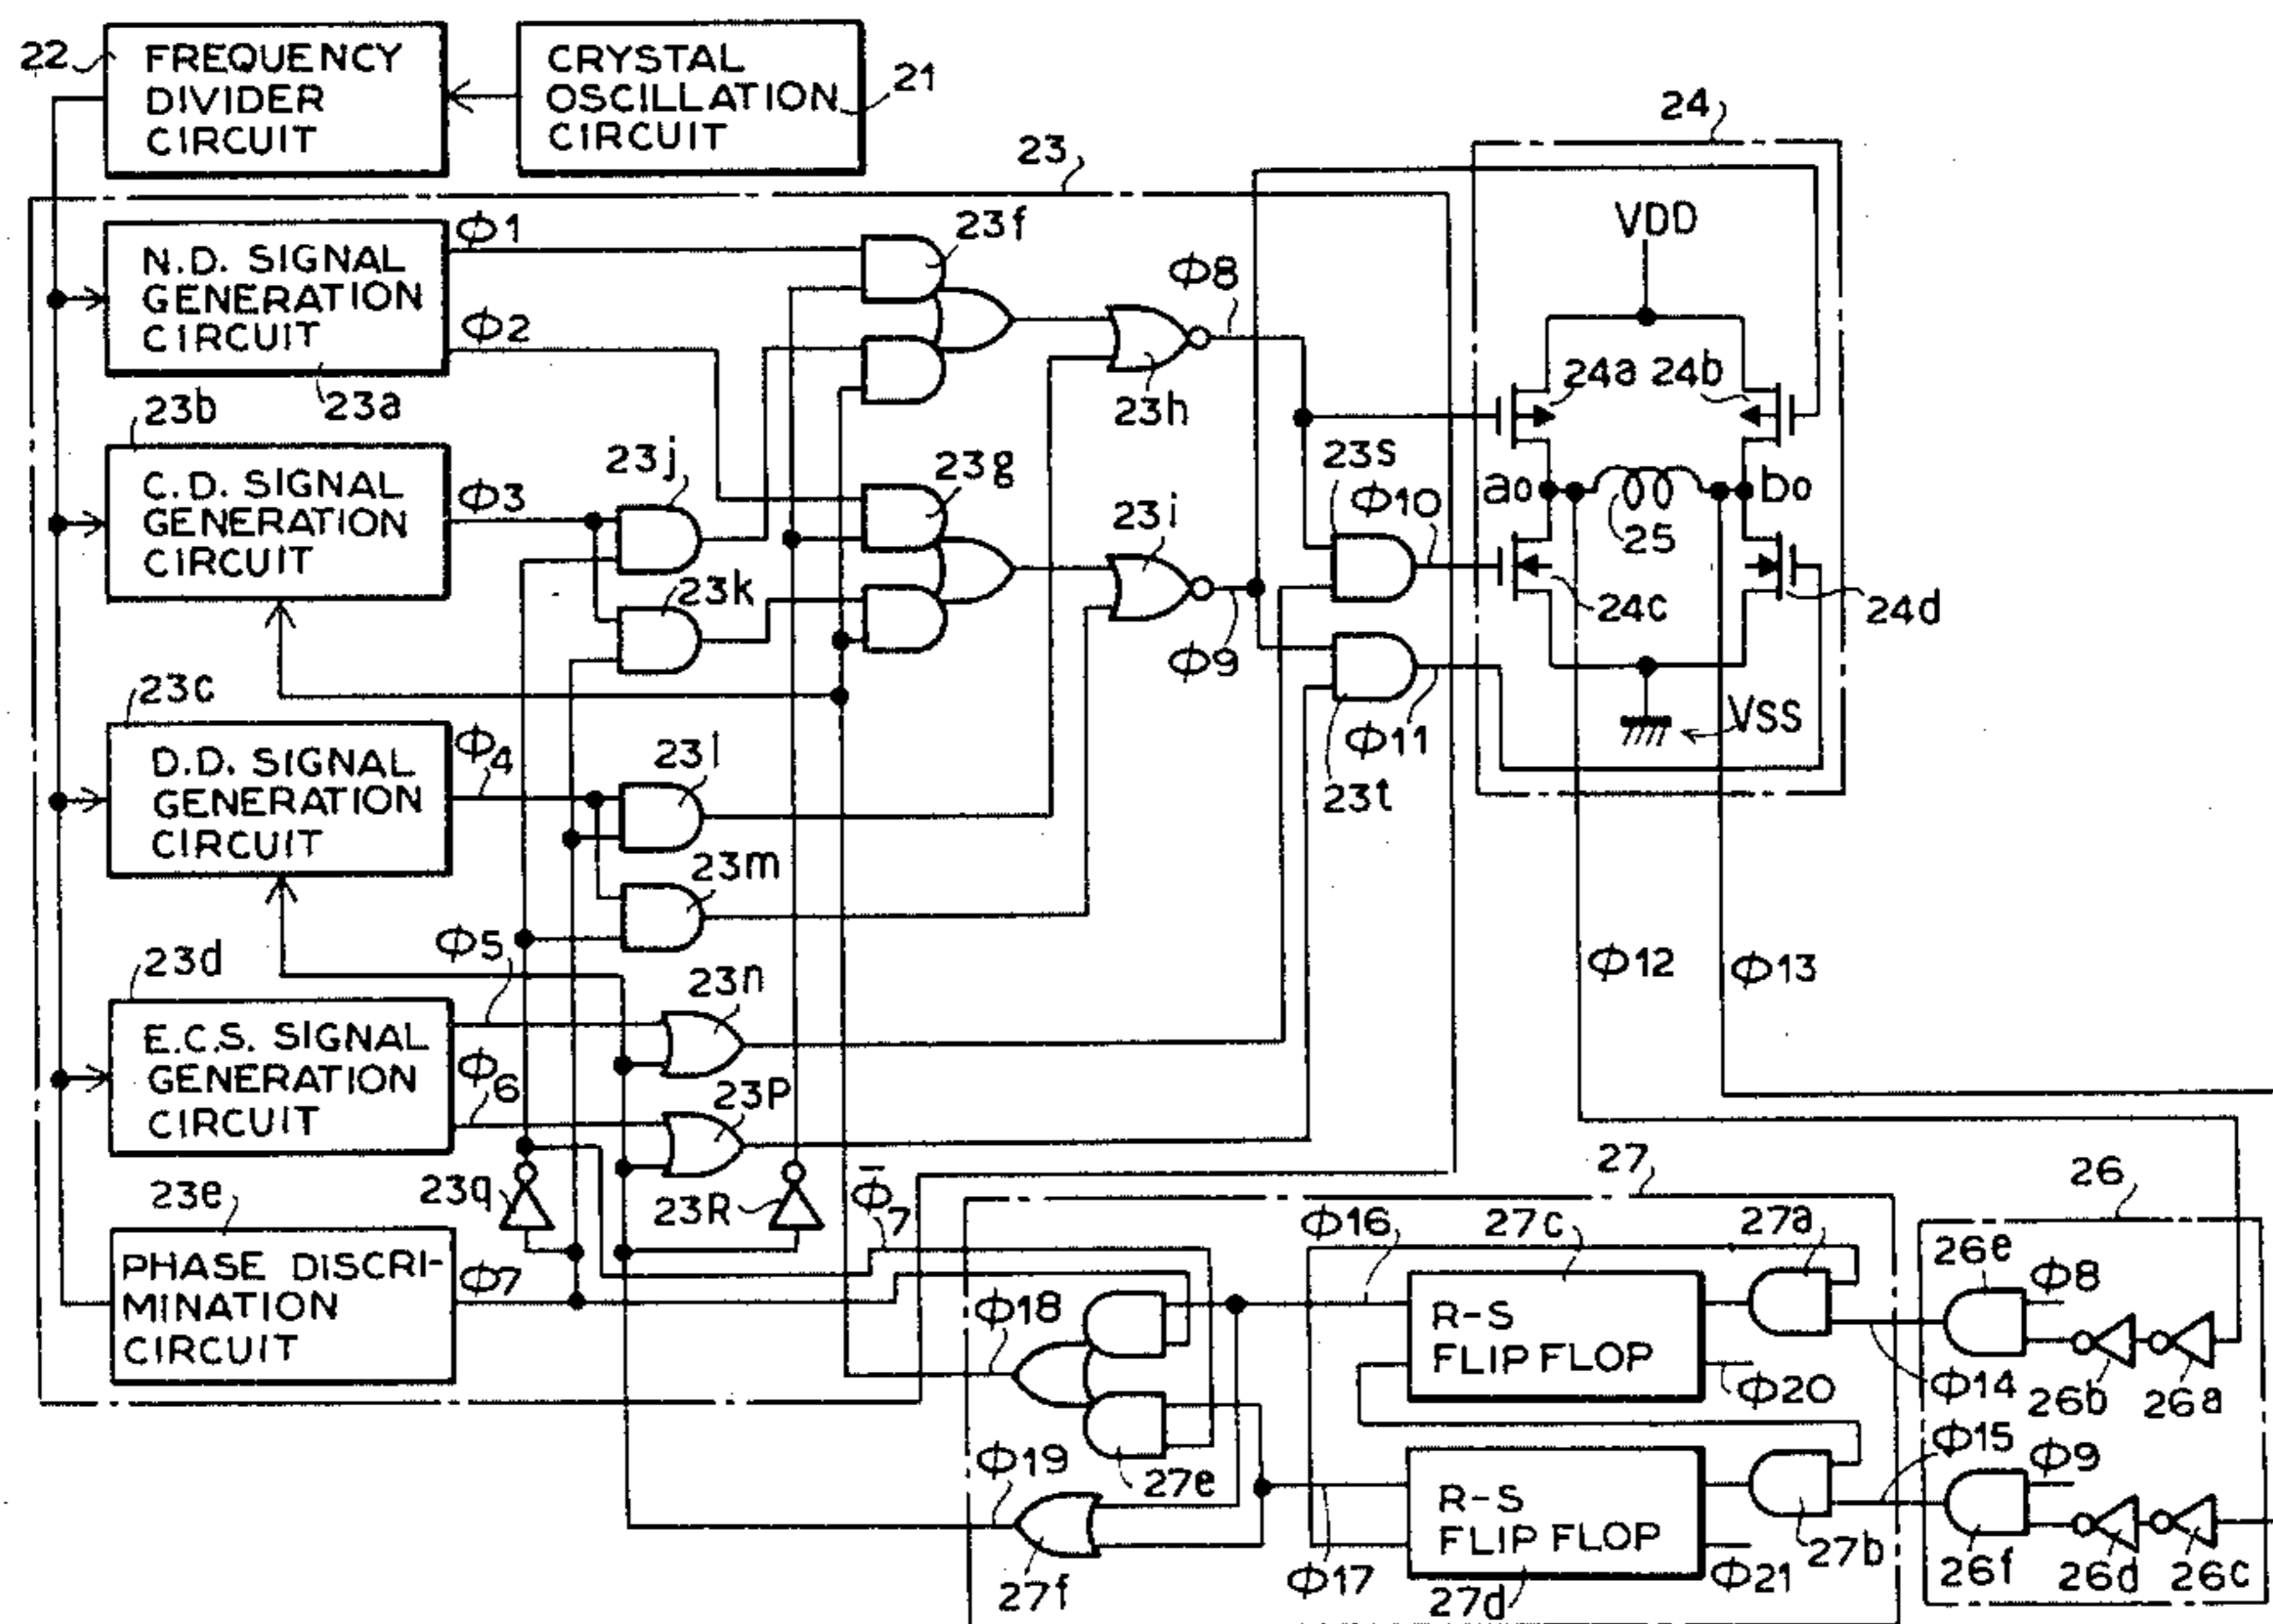 22
FREQUENCY
DIVIDER
CIRCUIT
CRYSTAL
OSCILLATION
CIRCUIT
21
24
23
N.D. SIGNAL
GENERATION
CIRCUIT
Φ1
Φ2
23a
23f
Φ8
VDD
24a
24b
23h
23b
C.D. SIGNAL
GENERATION
CIRCUIT
Φ3
23j
23g
23s
Φ10
a0
b0
25
23i
23k
24c
24d
Φ9
23c
D.D. SIGNAL
GENERATION
CIRCUIT
Φ4
23l
Φ11
VSS
23t
23m
23d
Φ5
23n
Φ12
Φ13
E.C.S. SIGNAL
GENERATION
CIRCUIT
Φ6
23P
23e
23q
23R
Φ̄7
27
26
PHASE DISCRI-
MINATION
CIRCUIT
Φ7
Φ16
27c
27a
26e
Φ8
Φ18
R-S
FLIP FLOP
Φ20
Φ14
26b
26a
Φ15
Φ19
27e
R-S
FLIP FLOP
Φ9
27f
Φ17
27d
Φ21
27b
26f
26d
26c